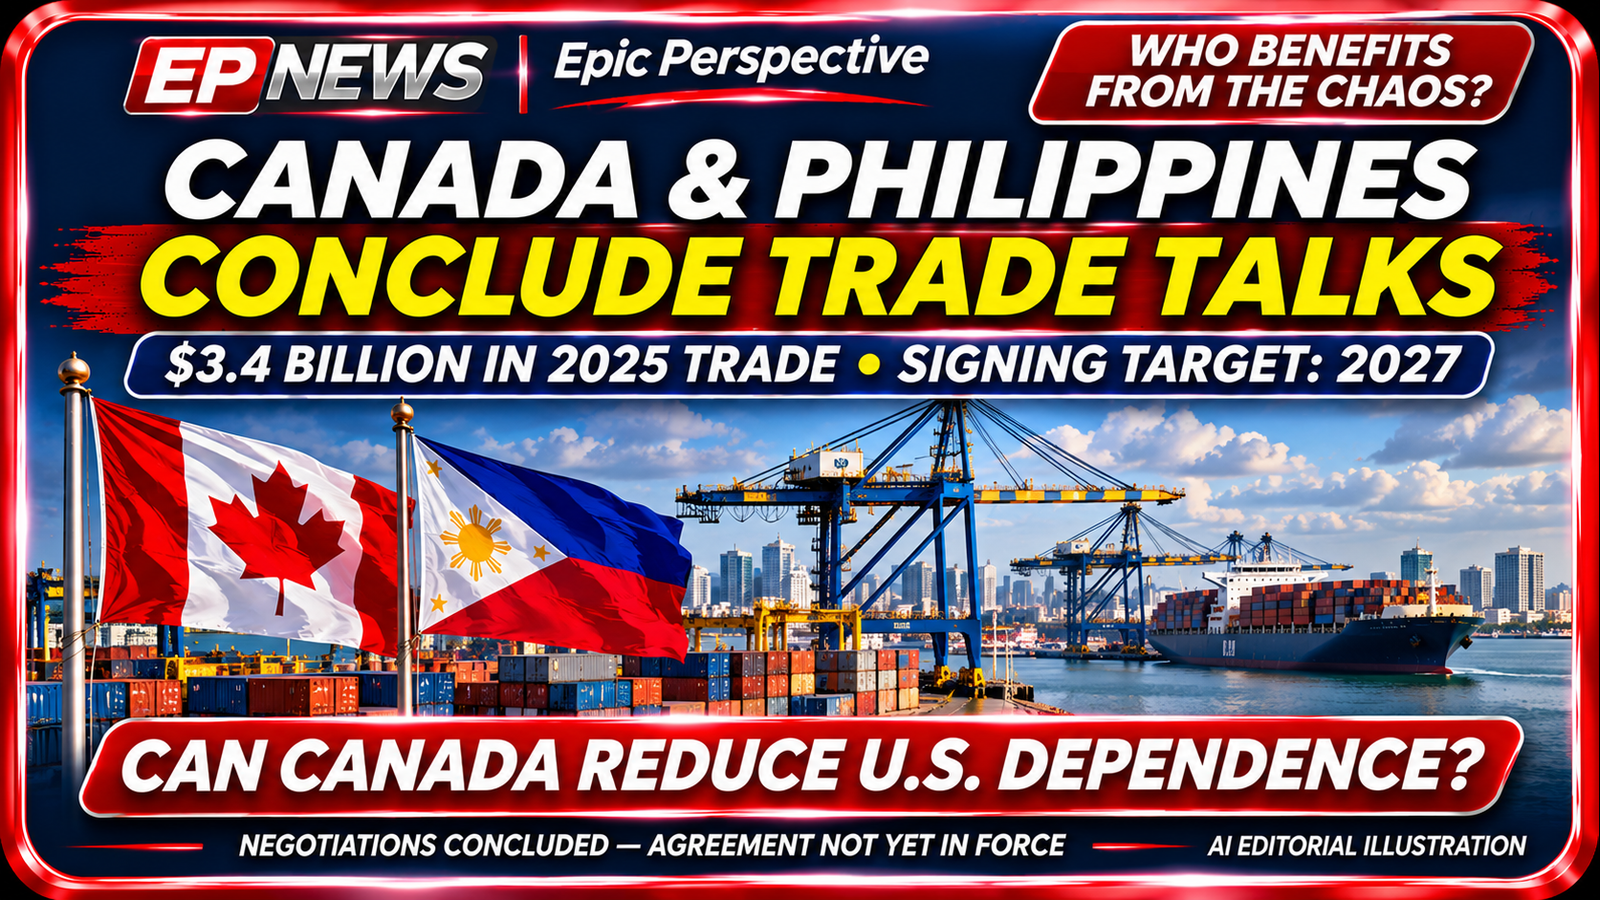 EP NEWS | Epic Perspective
WHO BENEFITS
FROM THE CHAOS?
CANADA & PHILIPPINES
CONCLUDE TRADE TALKS
$3.4 BILLION IN 2025 TRADE • SIGNING TARGET: 2027
CAN CANADA REDUCE U.S. DEPENDENCE?
NEGOTIATIONS CONCLUDED — AGREEMENT NOT YET IN FORCE
AI EDITORIAL ILLUSTRATION